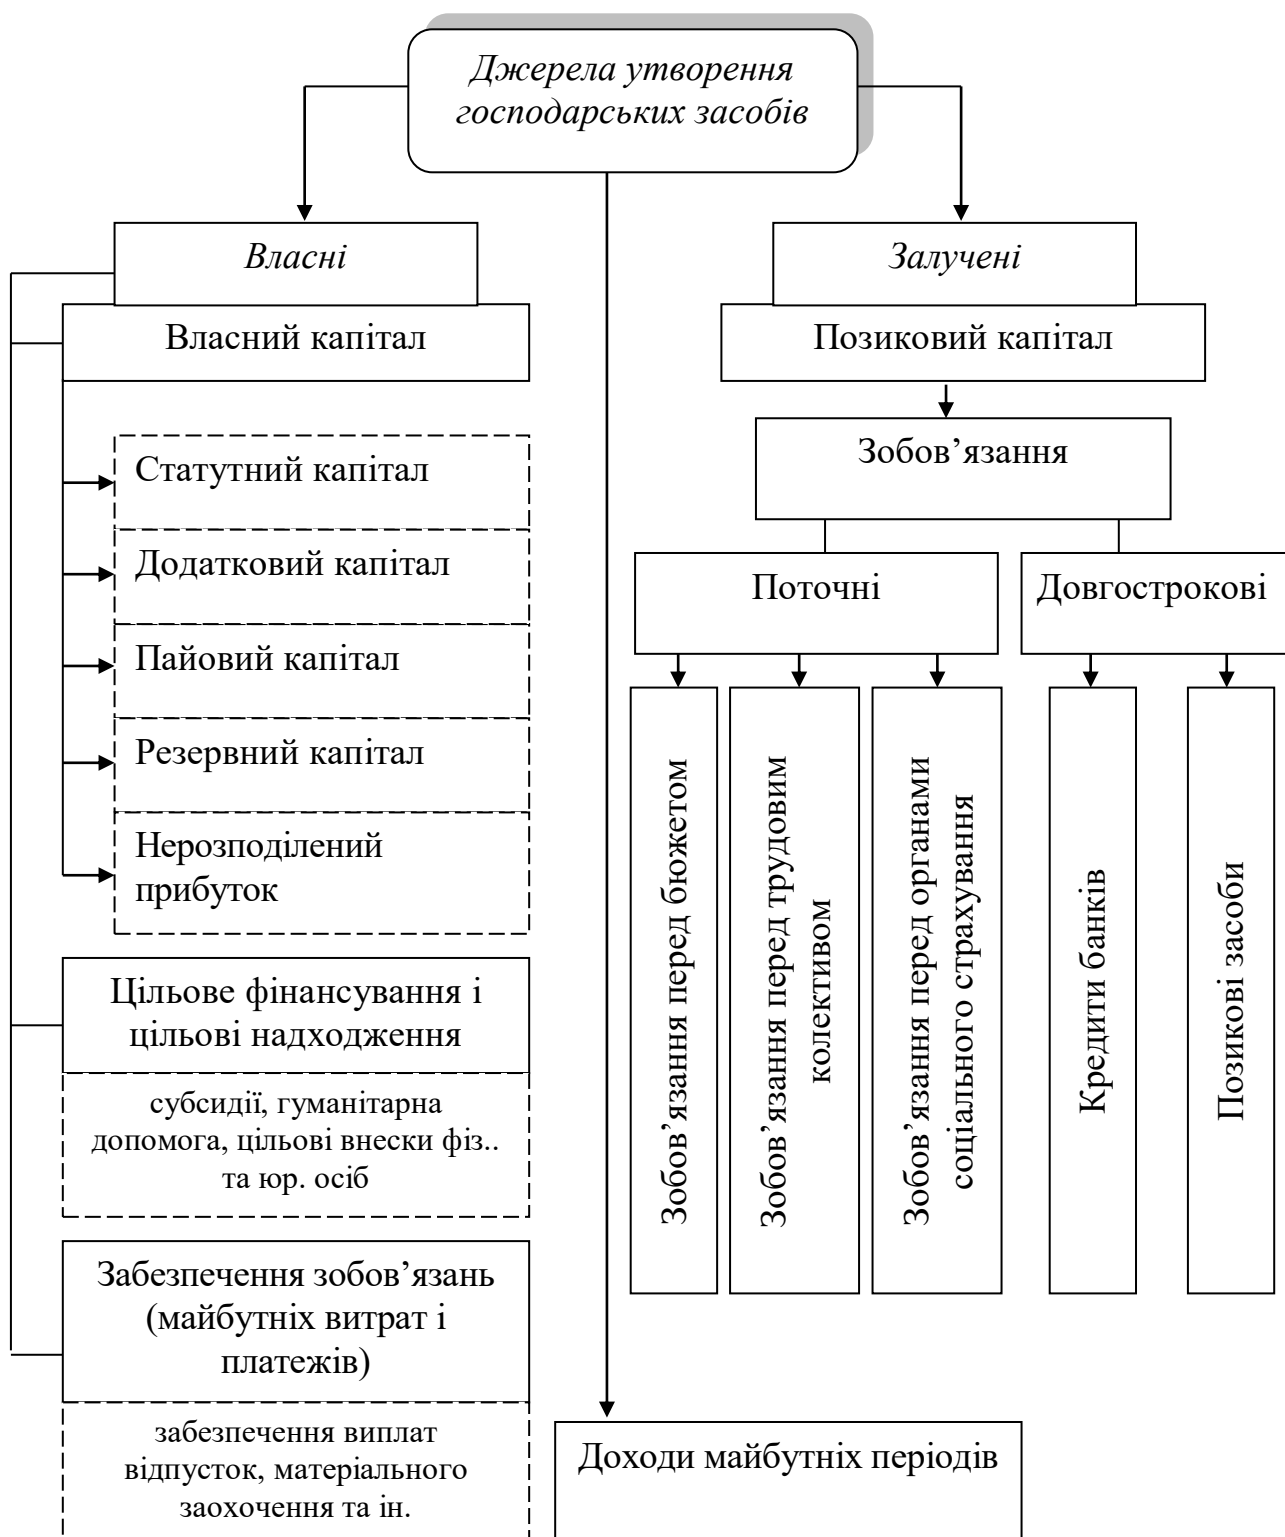 Джерела утворення
господарських засобів
Власні
Власний капітал
Статутний капітал
Додатковий капітал
Пайовий капітал
Резервний капітал
Нерозподілений
прибуток
Цільове фінансування і
цільові надходження
субсидії, гуманітарна
допомога, цільові внески фіз..
та юр. осіб
Забезпечення зобов’язань
(майбутніх витрат і
платежів)
забезпечення виплат
відпусток, матеріального
заохочення та ін.
Залучені
Позиковий капітал
Зобов’язання
Поточні
Довгострокові
Зобов’язання перед бюжетом
Зобов’язання перед трудовим
колективом
Зобов’язання перед органами
соціального страхування
Кредити банків
Позикові засоби
Доходи майбутніх періодів